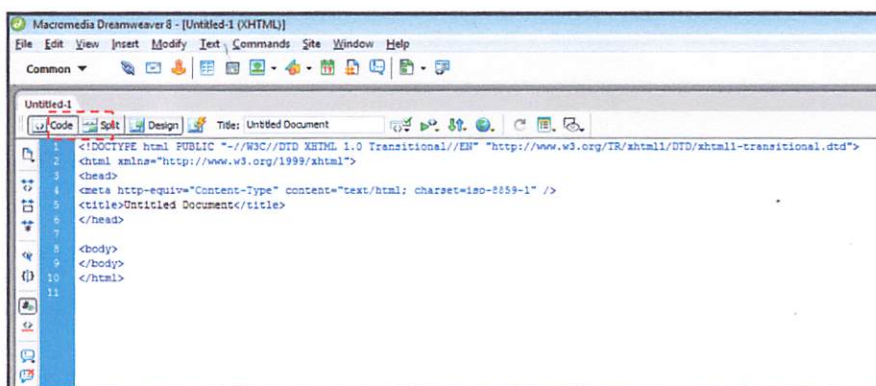 Macromedia Dreamweaver 8 - [Untitled-1 (XHTML)]
File Edit View Insert Modify Text Commands Site Window Help
Common
Untitled-1
Code Split Design Title: Untitled Document
1 <!DOCTYPE html PUBLIC "-//W3C//DTD XHTML 1.0 Transitional//EN" "http://www.w3.org/TR/xhtml1/DTD/xhtml1-transitional.dtd">
2 <html xmlns="http://www.w3.org/1999/xhtml">
3 <head>
4 <meta http-equiv="Content-Type" content="text/html; charset=iso-8859-1" />
5 <title>Untitled Document</title>
6 </head>
7
8 <body>
9 </body>
10 </html>
11